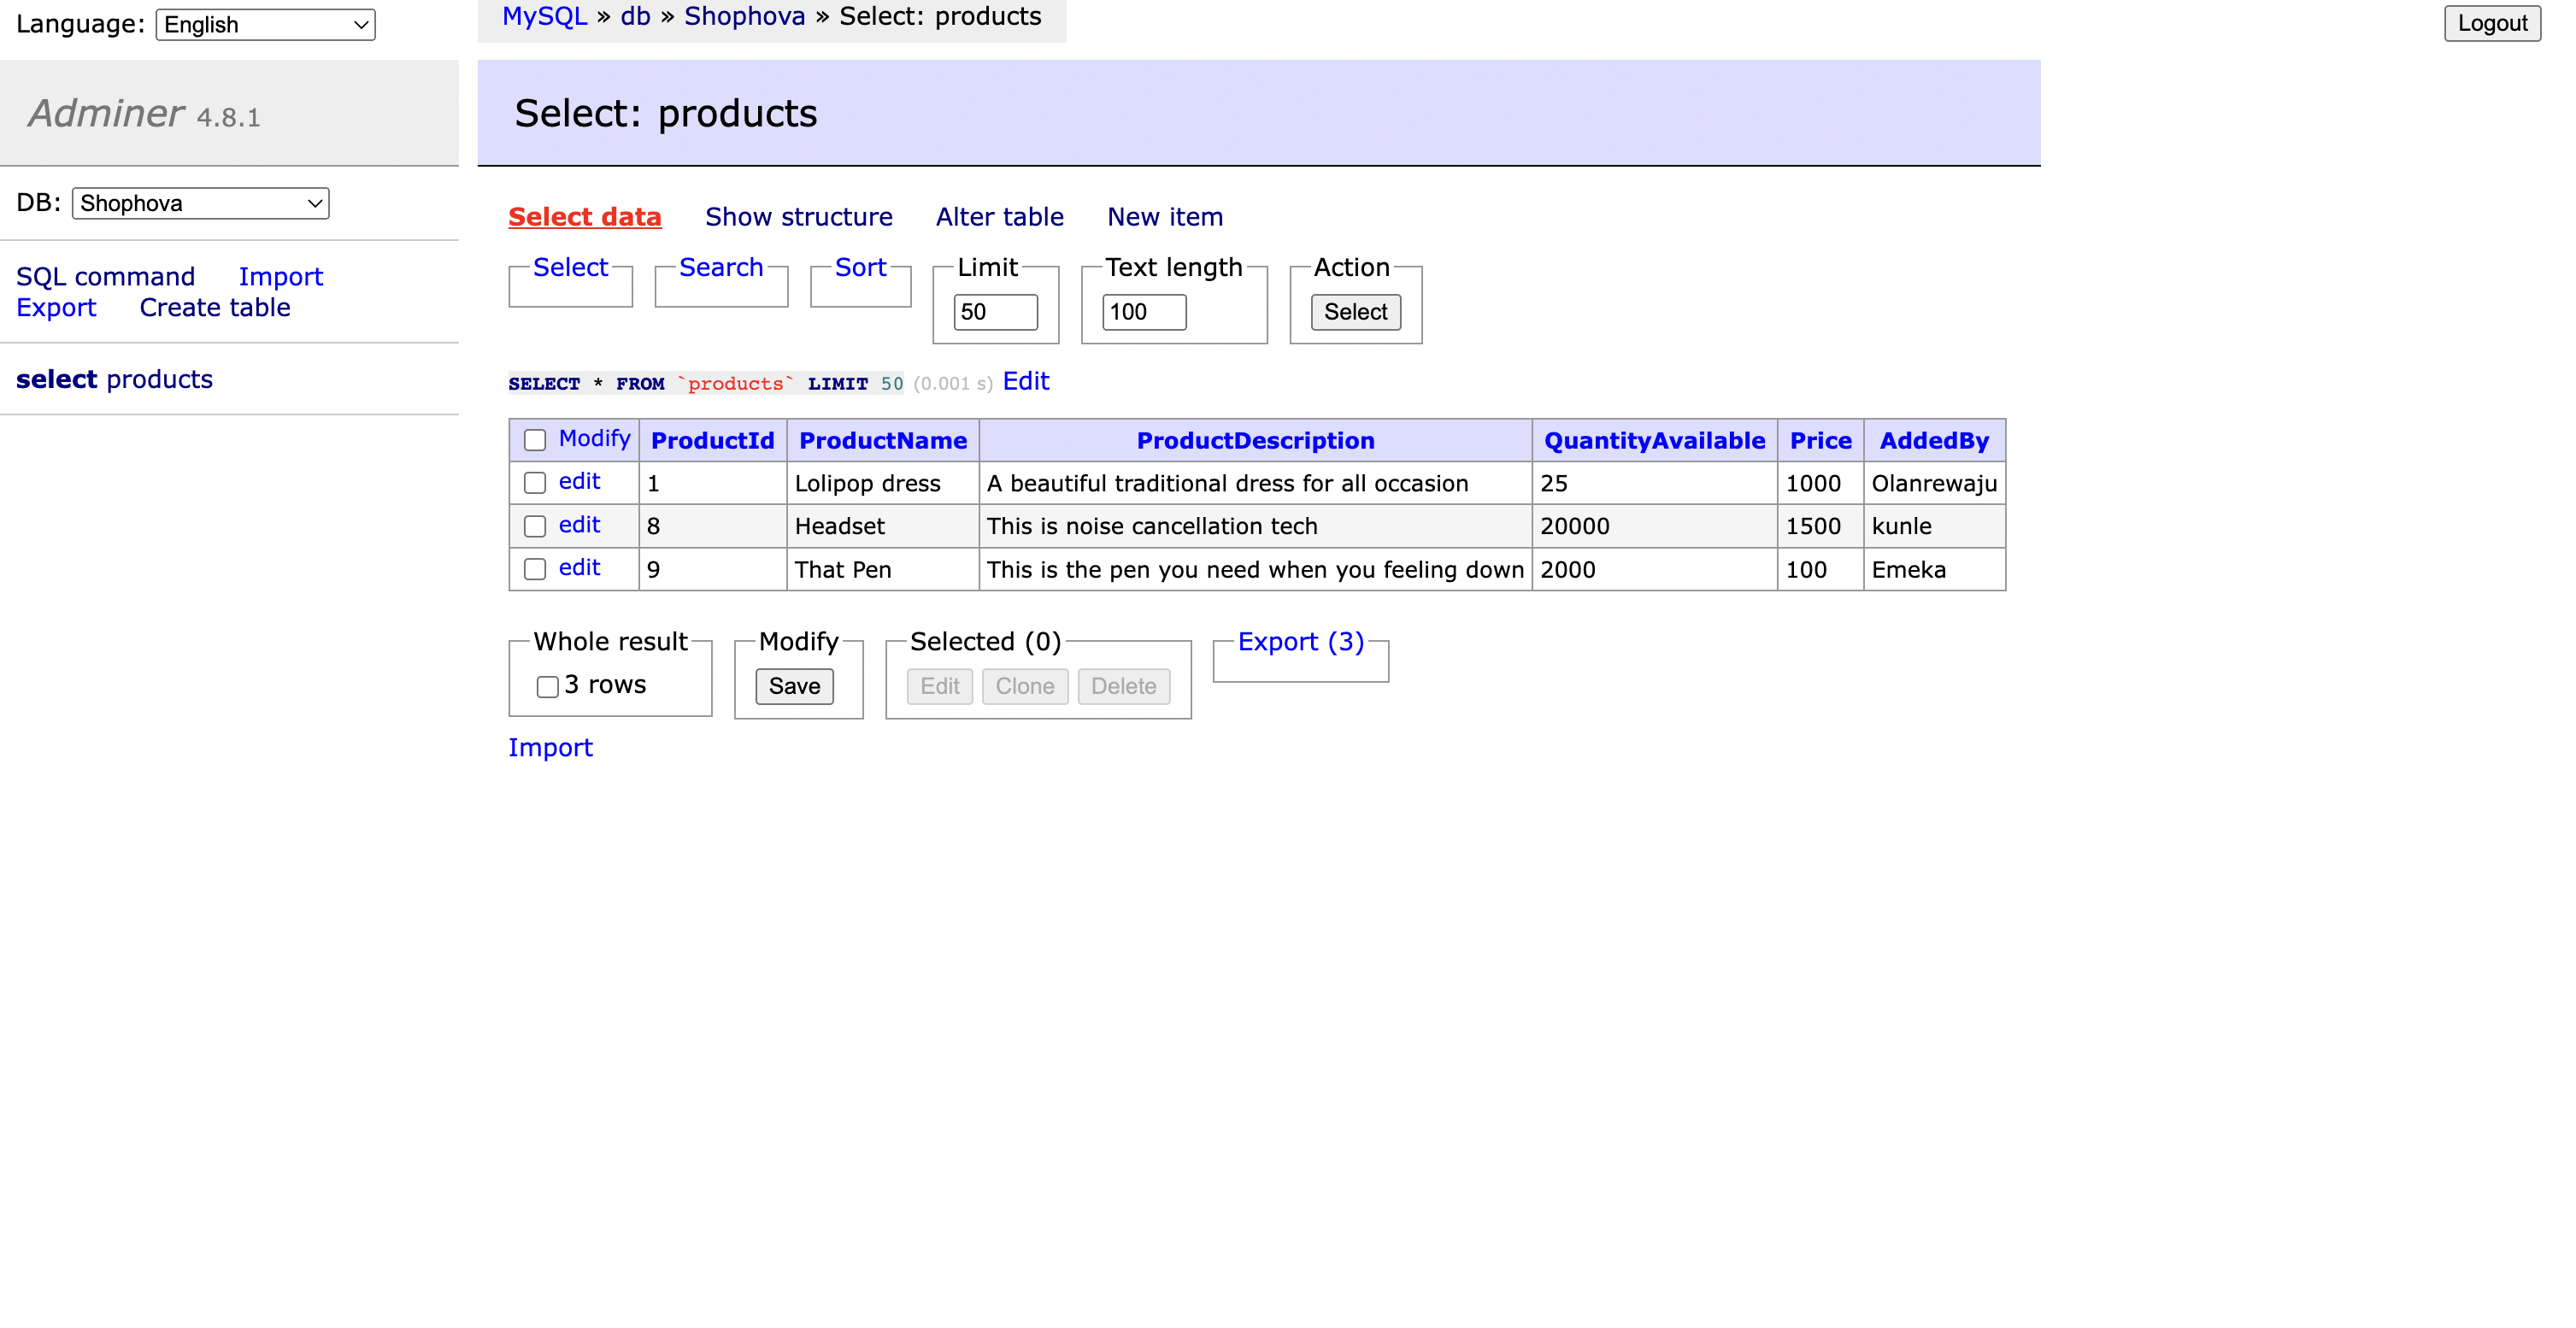 Language: English
MySQL » db » Shophova » Select: products
Logout
Adminer 4.8.1
Select: products
DB: Shophova
Select data Show structure Alter table New item
SQL command Import
Export Create table
Select Search Sort Limit Text length Action
50 100 Select
select products
SELECT * FROM `products` LIMIT 50 (0.001 s) Edit
Modify ProductId ProductName ProductDescription QuantityAvailable Price AddedBy
edit 1 Lolipop dress A beautiful traditional dress for all occasion 25 1000 Olanrewaju
edit 8 Headset This is noise cancellation tech 20000 1500 kunle
edit 9 That Pen This is the pen you need when you feeling down 2000 100 Emeka
Whole result Modify Selected (0) Export (3)
3 rows Save Edit Clone Delete
Import